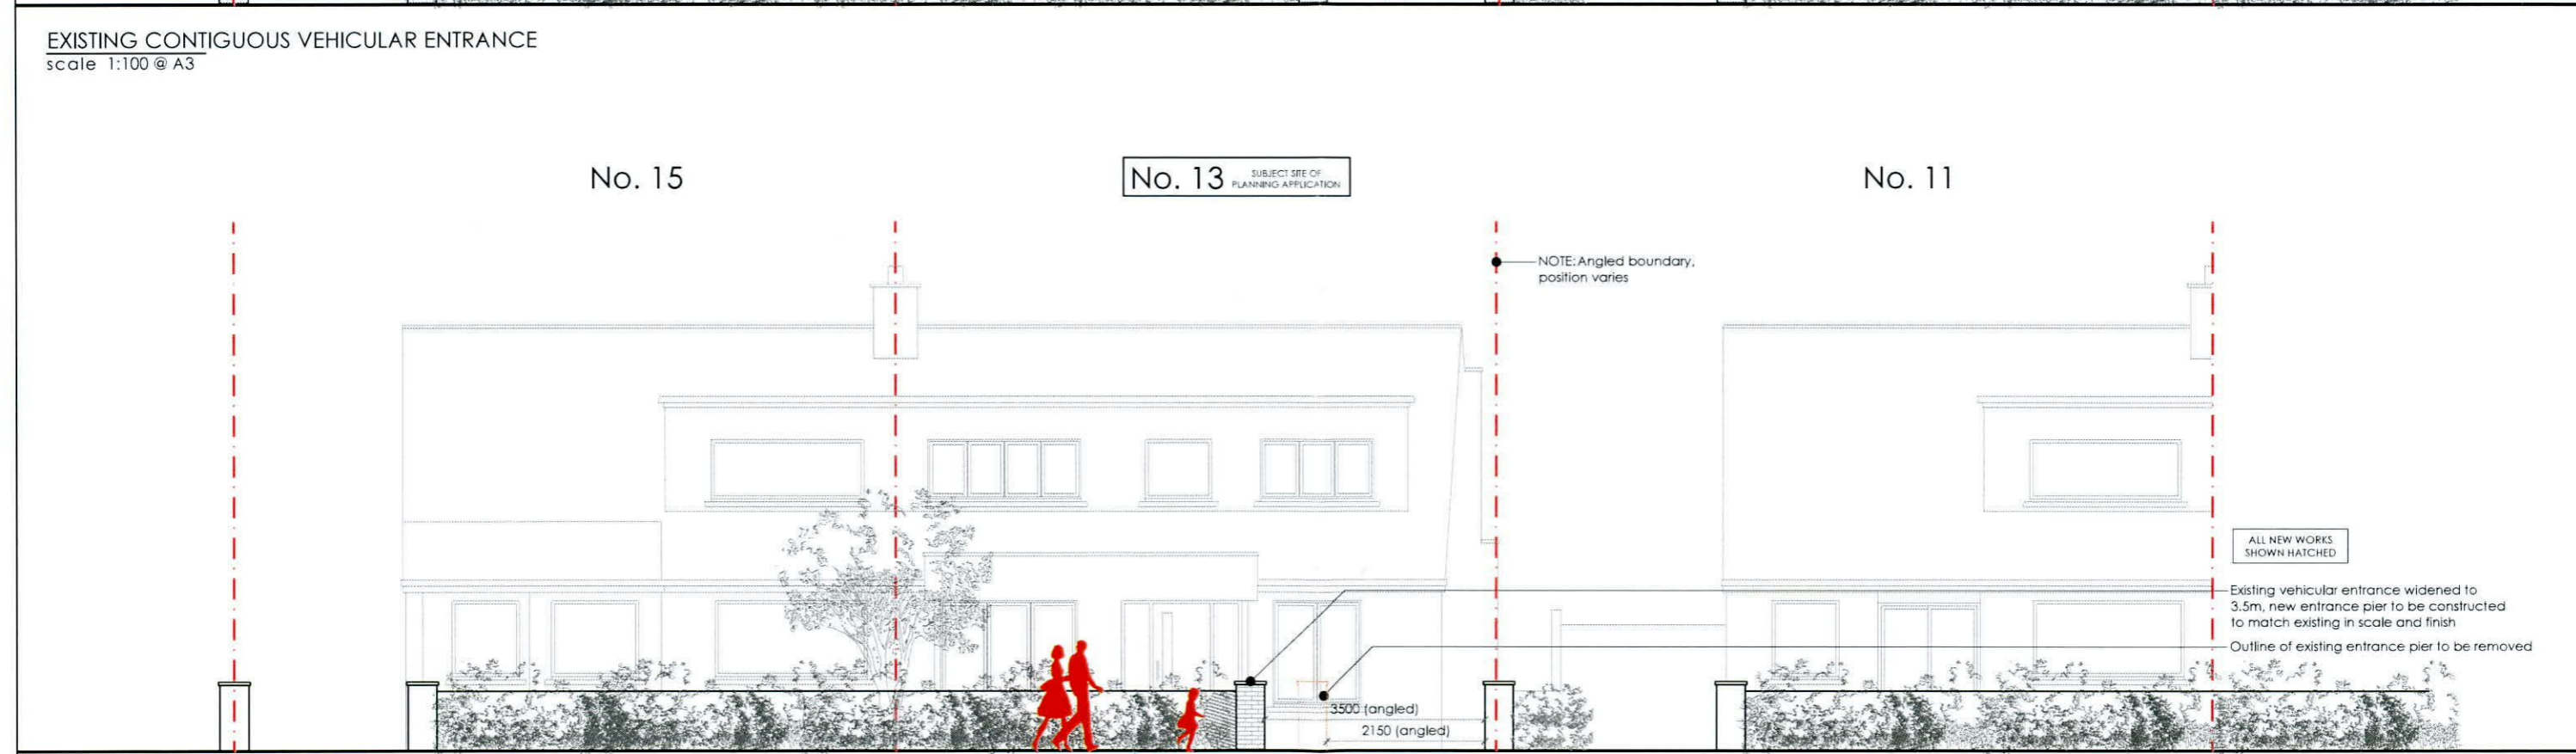 EXISTING CONTIGUOUS VEHICULAR ENTRANCE
scale 1:100 @ A3
No. 15
No. 13
SUBJECT SITE OF
PLANNING APPLICATION
No. 11
NOTE: Angled boundary,
position varies
ALL NEW WORKS
SHOWN HATCHED
Existing vehicular entrance widened to
3.5m, new entrance pier to be constructed
to match existing in scale and finish
Outline of existing entrance pier to be removed
3500 (angled)
2150 (angled)